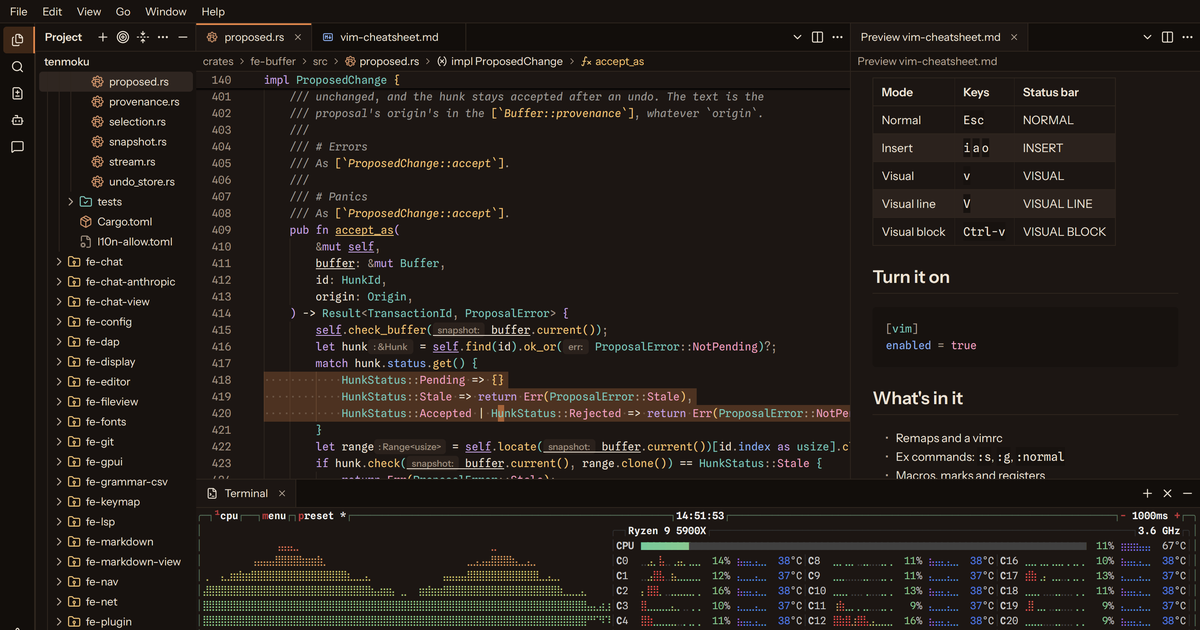 File Edit View Go Window Help
Project
proposed.rs
vim-cheatsheet.md
Preview vim-cheatsheet.md
tenmoku
crates › fe-buffer › src › proposed.rs › impl ProposedChange › accept_as
Preview vim-cheatsheet.md
proposed.rs
provenance.rs
selection.rs
snapshot.rs
stream.rs
undo_store.rs
tests
Cargo.toml
l10n-allow.toml
fe-chat
fe-chat-anthropic
fe-chat-view
fe-config
fe-dap
fe-display
fe-editor
fe-fileview
fe-fonts
fe-git
fe-gpui
fe-grammar-csv
fe-keymap
fe-lsp
fe-markdown
fe-markdown-view
fe-nav
fe-net
fe-plugin
140 impl ProposedChange {
401 /// unchanged, and the hunk stays accepted after an undo. The text is the
402 /// proposal's origin's in the [`Buffer::provenance`], whatever `origin`.
403 ///
404 /// # Errors
405 /// As [`ProposedChange::accept`].
406 ///
407 /// # Panics
408 /// As [`ProposedChange::accept`].
409 pub fn accept_as(
410 &mut self,
411 buffer: &mut Buffer,
412 id: HunkId,
413 origin: Origin,
414 ) -> Result<TransactionId, ProposalError> {
415 self.check_buffer( snapshot: buffer.current());
416 let hunk : &Hunk = self.find(id).ok_or( err: ProposalError::NotPending)?;
417 match hunk.status.get() {
418 HunkStatus::Pending => {}
419 HunkStatus::Stale => return Err(ProposalError::Stale),
420 HunkStatus::Accepted | HunkStatus::Rejected => return Err(ProposalError::NotPe
421 }
422 let range : Range<usize> = self.locate( snapshot: buffer.current())[id.index as usize].cl
423 if hunk.check( snapshot: buffer.current(), range.clone()) == HunkStatus::Stale {
return Err(ProposalError::Stale);
Mode Keys Status bar
Normal Esc NORMAL
Insert i a o INSERT
Visual v VISUAL
Visual line V VISUAL LINE
Visual block Ctrl-v VISUAL BLOCK
Turn it on
[vim]
enabled = true
What's in it
• Remaps and a vimrc
• Ex commands: :s, :g, :normal
• Macros, marks and registers
Terminal
cpu menu preset * 14:51:53 - 1000ms +
Ryzen 9 5900X 3.6 GHz
CPU 11% 67°C
C0 14% 38°C C8 11% 38°C C16 10% 38°C
C1 12% 37°C C9 11% 37°C C17 13% 37°C
C2 16% 38°C C10 13% 38°C C18 11% 38°C
C3 10% 37°C C11 9% 37°C C19 9% 37°C
C4 11% 38°C C12 16% 38°C C20 9% 38°C